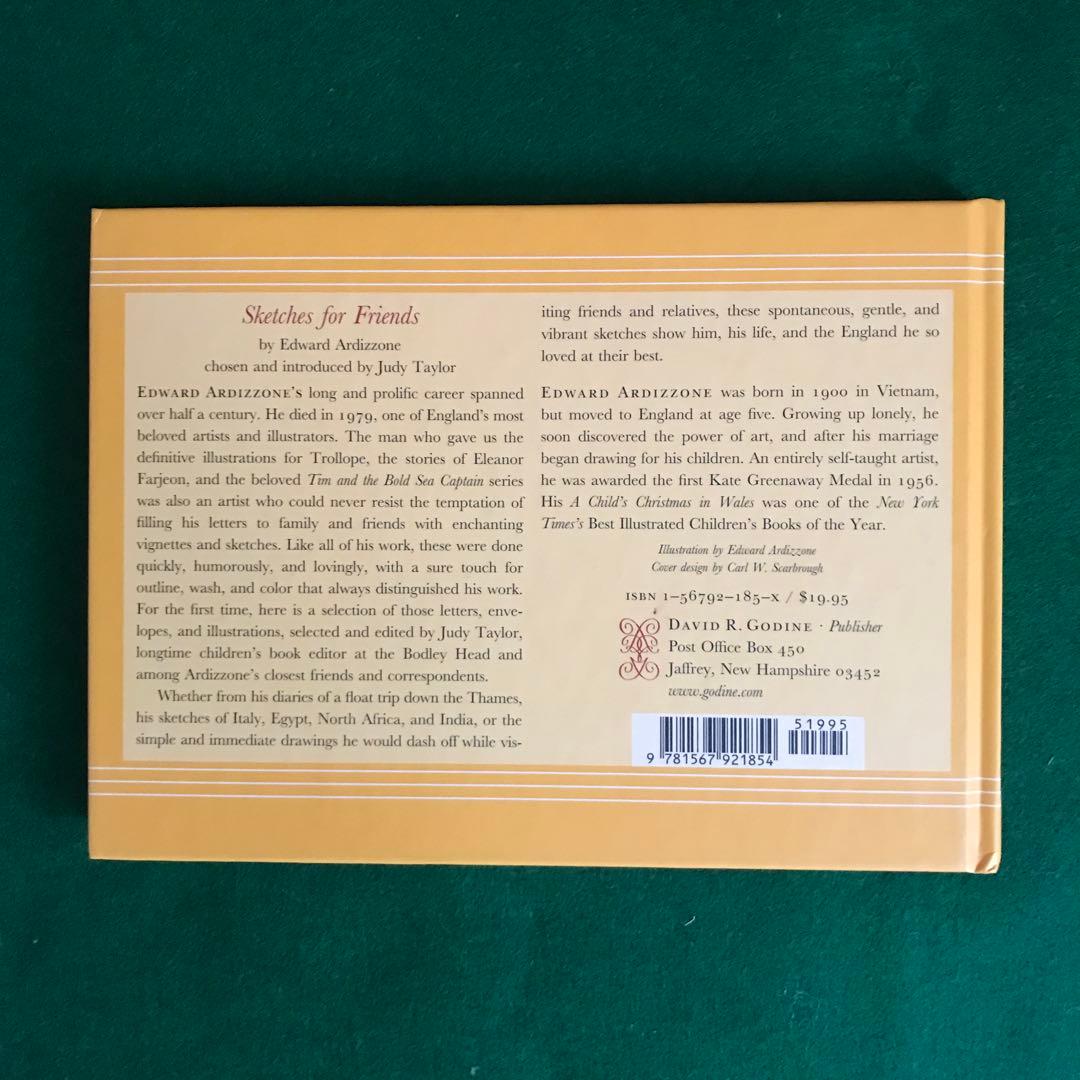 Sketches for Friends
by Edward Ardizzone
chosen and introduced by Judy Taylor
EDWARD ARDIZZONE'S long and prolific career spanned
over half a century. He died in 1979, one of England's most
beloved artists and illustrators. The man who gave us the
definitive illustrations for Trollope, the stories of Eleanor
Farjeon, and the beloved Tim and the Bold Sea Captain series
was also an artist who could never resist the temptation of
filling his letters to family and friends with enchanting
vignettes and sketches. Like all of his work, these were done
quickly, humorously, and lovingly, with a sure touch for
outline, wash, and color that always distinguished his work.
For the first time, here is a selection of those letters, enve-
lopes, and illustrations, selected and edited by Judy Taylor,
longtime children's book editor at the Bodley Head and
among Ardizzone's closest friends and correspondents.
Whether from his diaries of a float trip down the Thames,
his sketches of Italy, Egypt, North Africa, and India, or the
simple and immediate drawings he would dash off while vis-
iting friends and relatives, these spontaneous, gentle, and
vibrant sketches show him, his life, and the England he so
loved at their best.
EDWARD ARDIZZONE was born in 1900 in Vietnam,
but moved to England at age five. Growing up lonely, he
soon discovered the power of art, and after his marriage
began drawing for his children. An entirely self-taught artist,
he was awarded the first Kate Greenaway Medal in 1956.
His A Child's Christmas in Wales was one of the New York
Times's Best Illustrated Children's Books of the Year.
Illustration by Edward Ardizzone
Cover design by Carl W. Scarbrough
ISBN 1-56792-185-X / $19.95
DAVID R. GODINE · Publisher
Post Office Box 450
Jaffrey, New Hampshire 03452
www.godine.com
51995
9 781567 921854